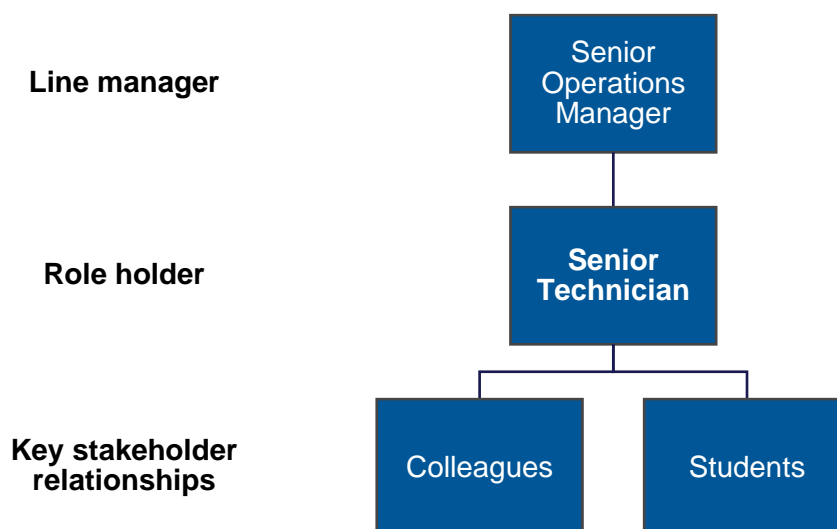 Line manager
Senior
Operations
Manager
Role holder
Senior
Technician
Key stakeholder
relationships
Colleagues
Students